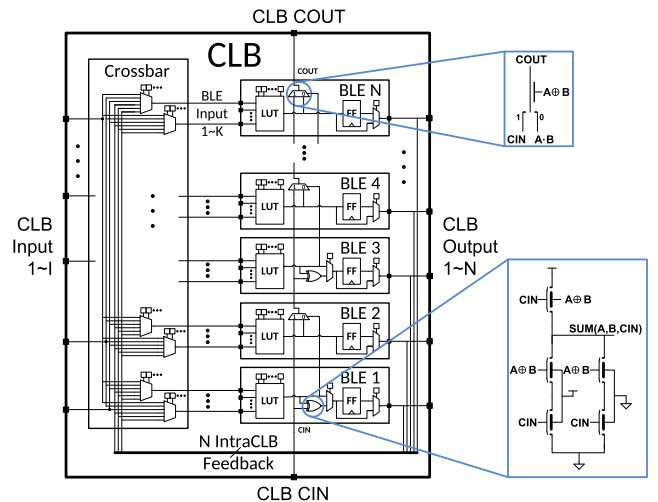 CLB COUT
CLB
Crossbar
COUT
BLE
Input
1~K
BLE N
LUT
FF
BLE 4
LUT
FF
BLE 3
LUT
FF
BLE 2
LUT
FF
BLE 1
LUT
FF
CIN
CLB
Input
1~I
CLB
Output
1~N
N IntraCLB
Feedback
CLB CIN
COUT
A⊕B
1 0
CIN A·B
CIN A⊕B
SUM(A,B,CIN)
A⊕B A⊕B
CIN CIN